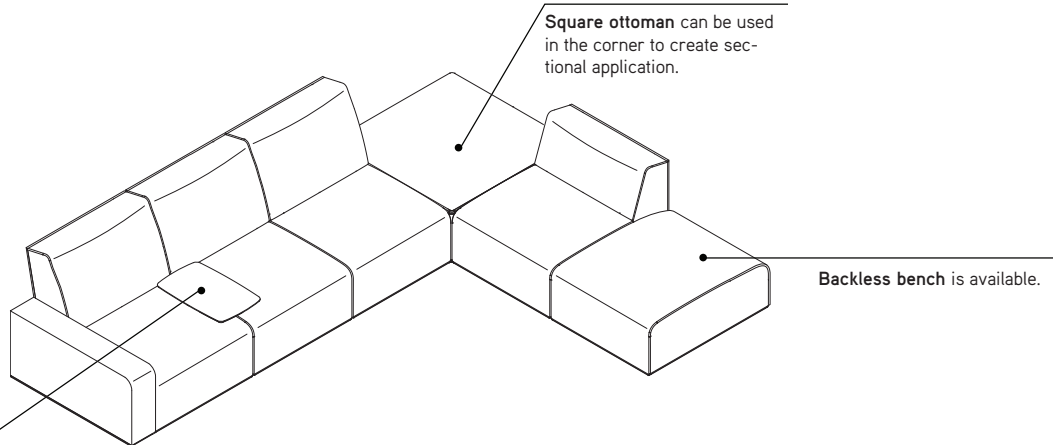 Square ottoman can be used
in the corner to create sec-
tional application.
Backless bench is available.